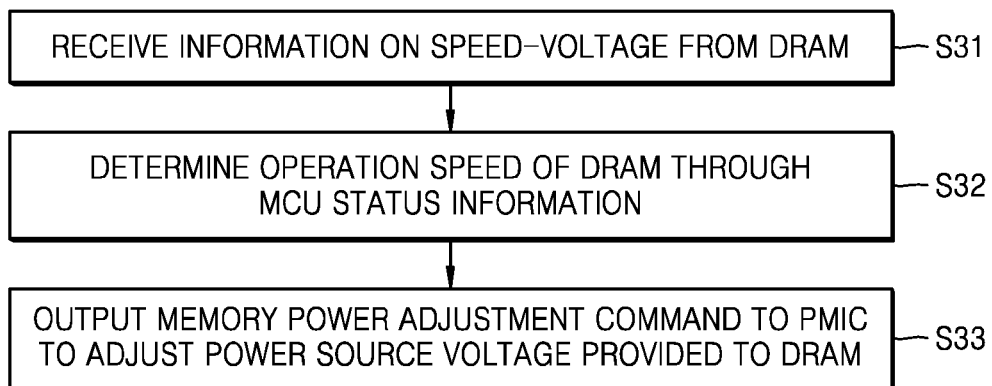 RECEIVE INFORMATION ON SPEED-VOLTAGE FROM DRAM
S31
DETERMINE OPERATION SPEED OF DRAM THROUGH
MCU STATUS INFORMATION
S32
OUTPUT MEMORY POWER ADJUSTMENT COMMAND TO PMIC
TO ADJUST POWER SOURCE VOLTAGE PROVIDED TO DRAM
S33